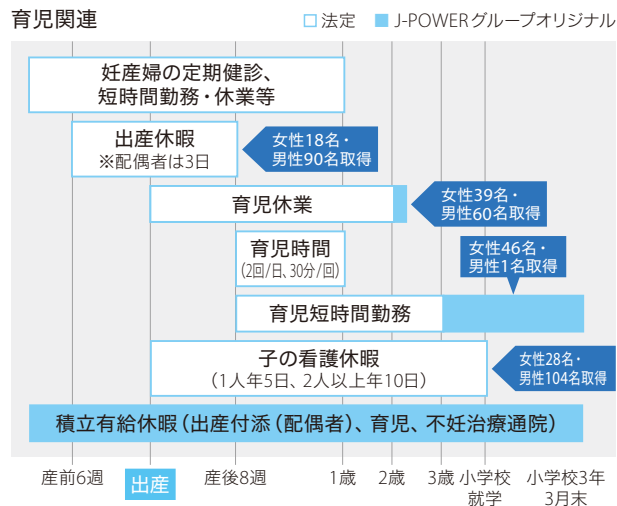 育児関連
法定
J-POWERグループオリジナル
妊産婦の定期健診、
短時間勤務・休業等
出産休暇
※配偶者は3日
女性18名・
男性90名取得
育児休業
女性39名・
男性60名取得
育児時間
(2回/日、30分/回)
女性46名・
男性1名取得
育児短時間勤務
子の看護休暇
(1人年5日、2人以上年10日)
女性28名・
男性104名取得
積立有給休暇(出産付添(配偶者)、育児、不妊治療通院)
産前6週
出産
産後8週
1歳
2歳
3歳
小学校
就学
小学校3年
3月末